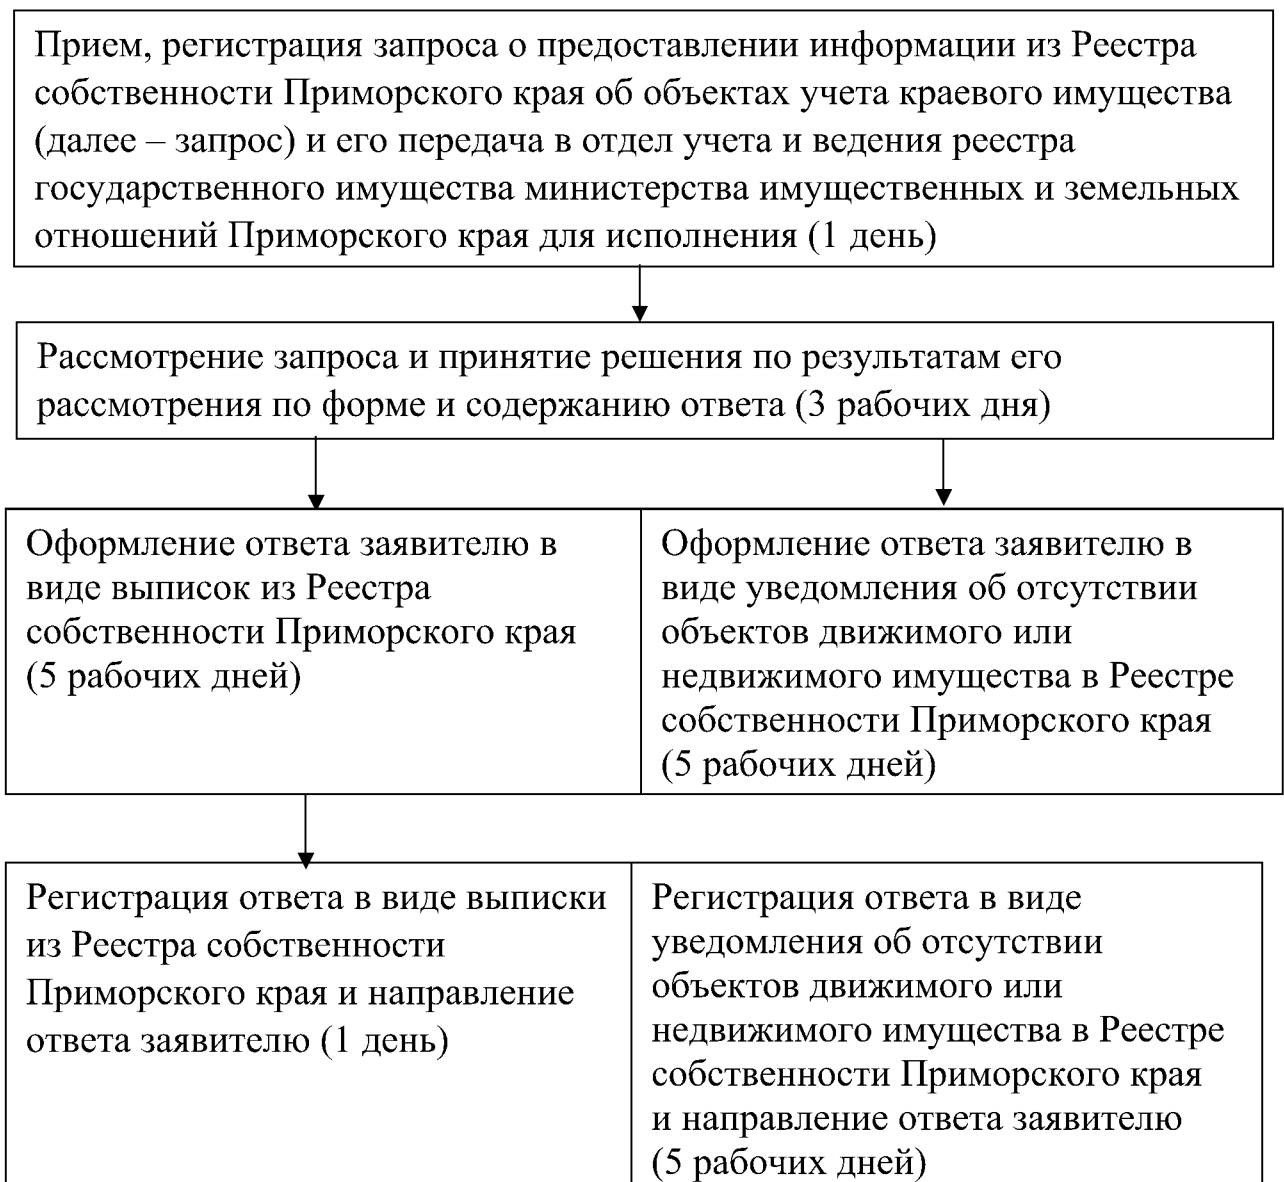 Прием, регистрация запроса о предоставлении информации из Реестра
собственности Приморского края об объектах учета краевого имущества
(далее – запрос) и его передача в отдел учета и ведения реестра
государственного имущества министерства имущественных и земельных
отношений Приморского края для исполнения (1 день)
Рассмотрение запроса и принятие решения по результатам его
рассмотрения по форме и содержанию ответа (3 рабочих дня)
Оформление ответа заявителю в
виде выписок из Реестра
собственности Приморского края
(5 рабочих дней)
Оформление ответа заявителю в
виде уведомления об отсутствии
объектов движимого или
недвижимого имущества в Реестре
собственности Приморского края
(5 рабочих дней)
Регистрация ответа в виде выписки
из Реестра собственности
Приморского края и направление
ответа заявителю (1 день)
Регистрация ответа в виде
уведомления об отсутствии
объектов движимого или
недвижимого имущества в Реестре
собственности Приморского края
и направление ответа заявителю
(5 рабочих дней)